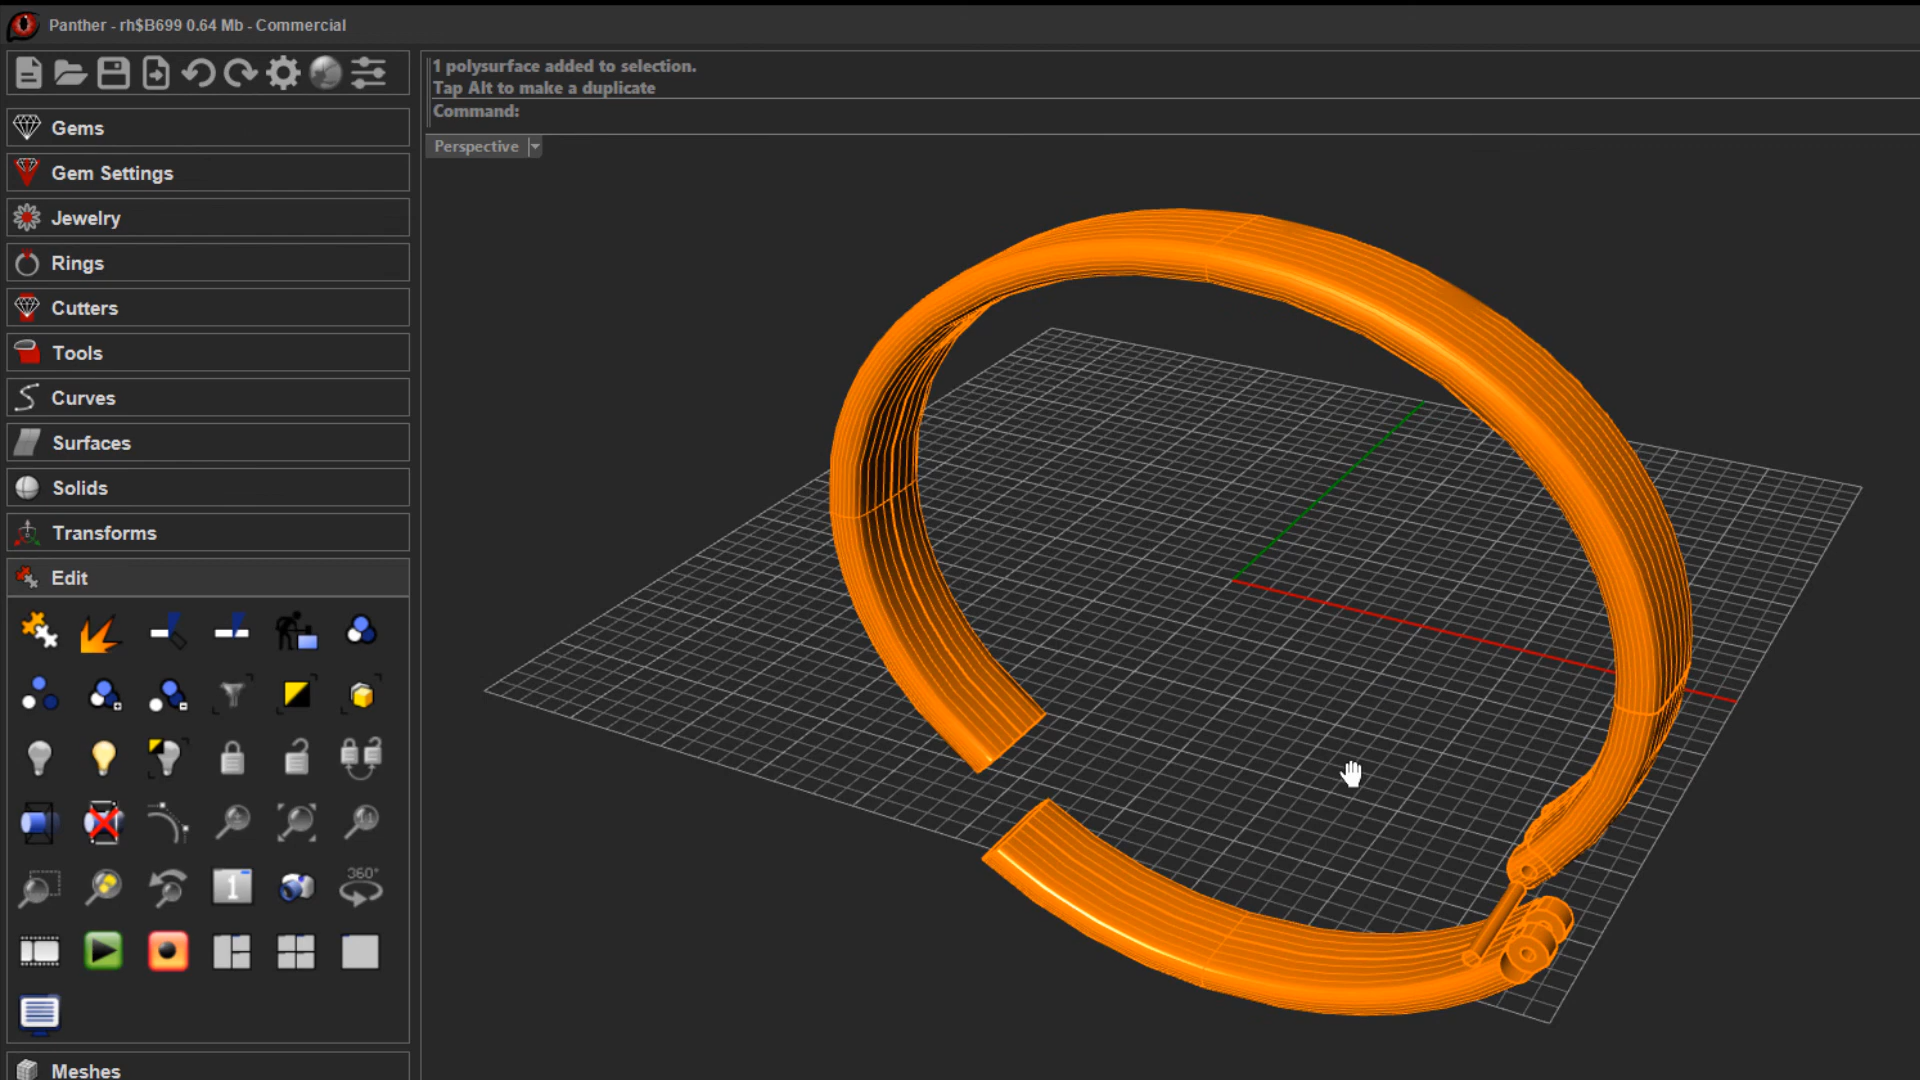 Panther - rh$B699 0.64 Mb - Commercial
1 polysurface added to selection.
Tap Alt to make a duplicate
Command:
Perspective
Gems
Gem Settings
Jewelry
Rings
Cutters
Tools
Curves
Surfaces
Solids
Transforms
Edit
1
360°
Meshes